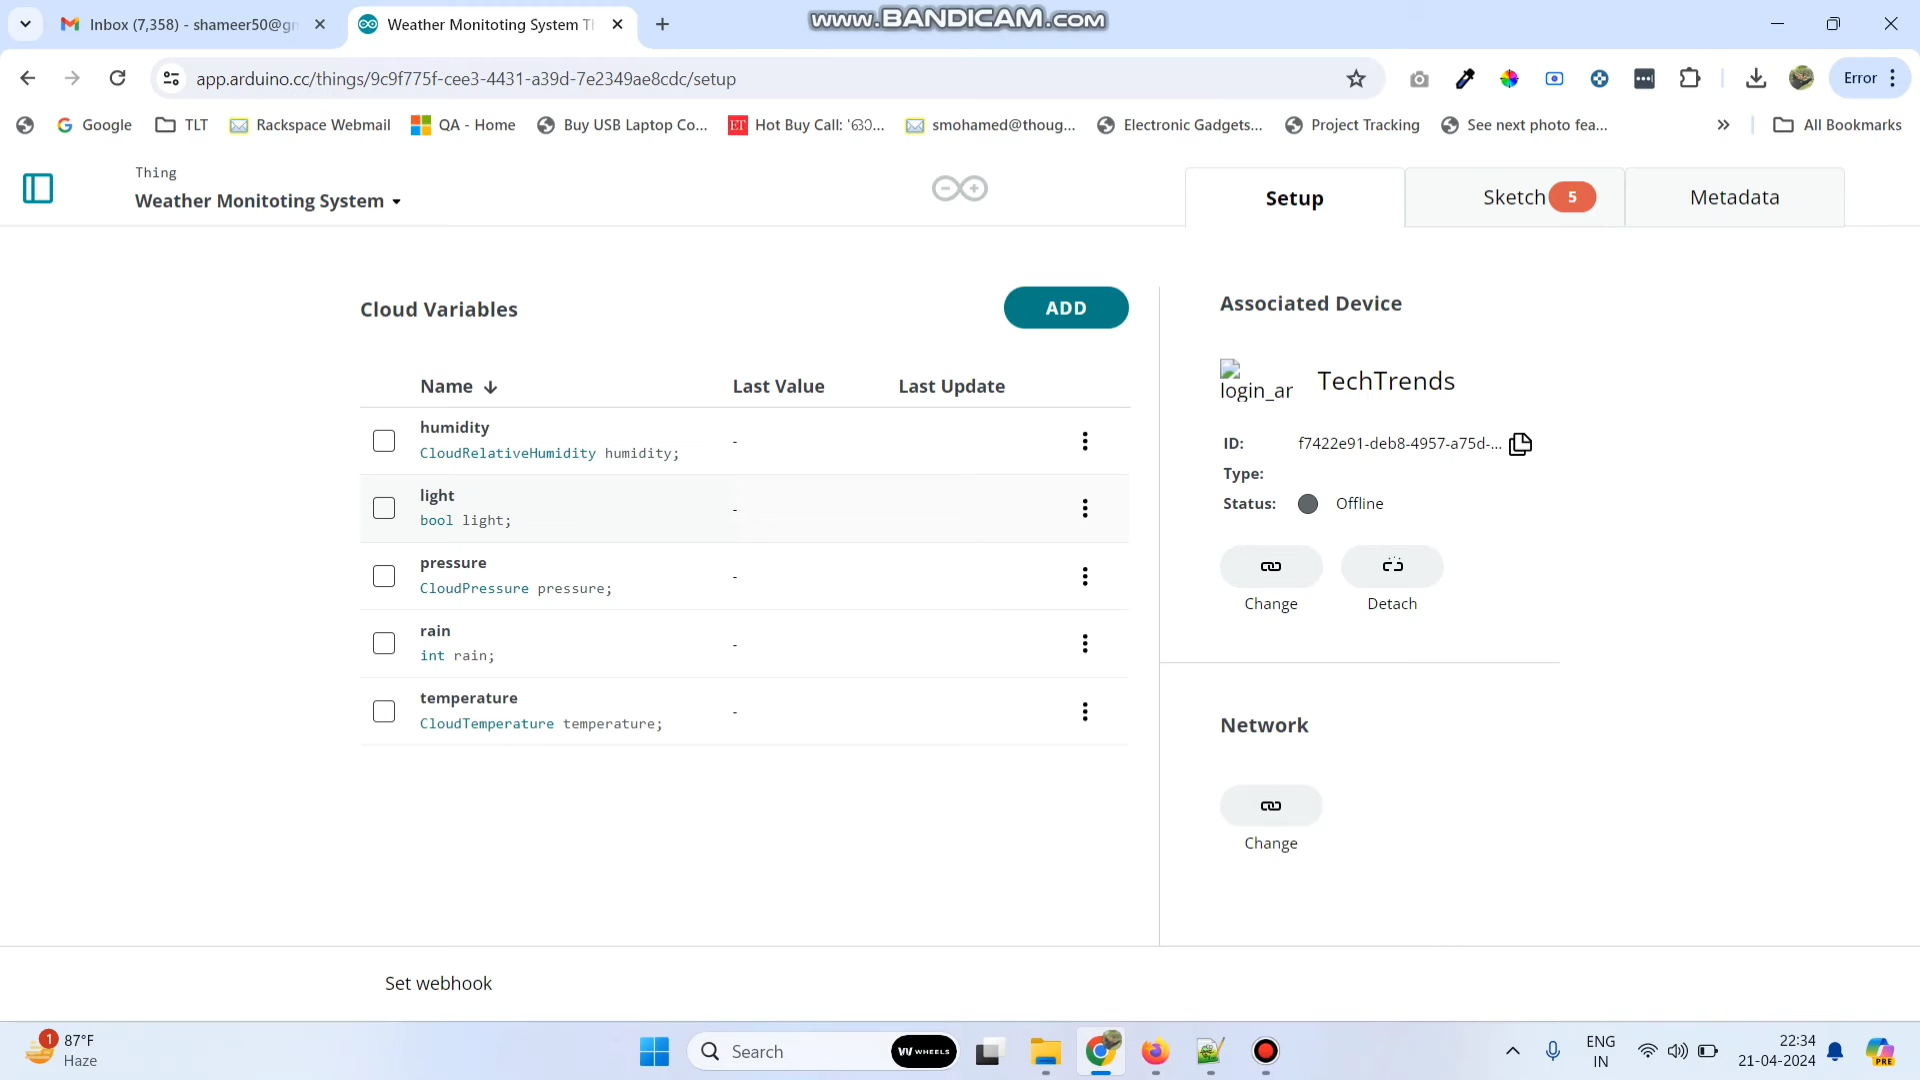 Inbox (7,358) - shameer50@gm
Weather Monitoting System Th
www.BANDICAM.com
app.arduino.cc/things/9c9f775f-cee3-4431-a39d-7e2349ae8cdc/setup
Error
Google
TLT
Rackspace Webmail
QA - Home
Buy USB Laptop Co...
ET
Hot Buy Call: 'ഓ...
smohamed@thoug...
Electronic Gadgets...
Project Tracking
See next photo fea...
All Bookmarks
Thing
Weather Monitoting System
Setup
Sketch 5
Metadata
Cloud Variables
ADD
Name
Last Value
Last Update
humidity
CloudRelativeHumidity humidity;
-
light
bool light;
-
pressure
CloudPressure pressure;
-
rain
int rain;
-
temperature
CloudTemperature temperature;
-
Associated Device
login_ar
TechTrends
ID: f7422e91-deb8-4957-a75d-...
Type:
Status: Offline
Change
Detach
Network
Change
Set webhook
1
87°F
Haze
Search
WHEELS
ENG
IN
22:34
21-04-2024
PRE